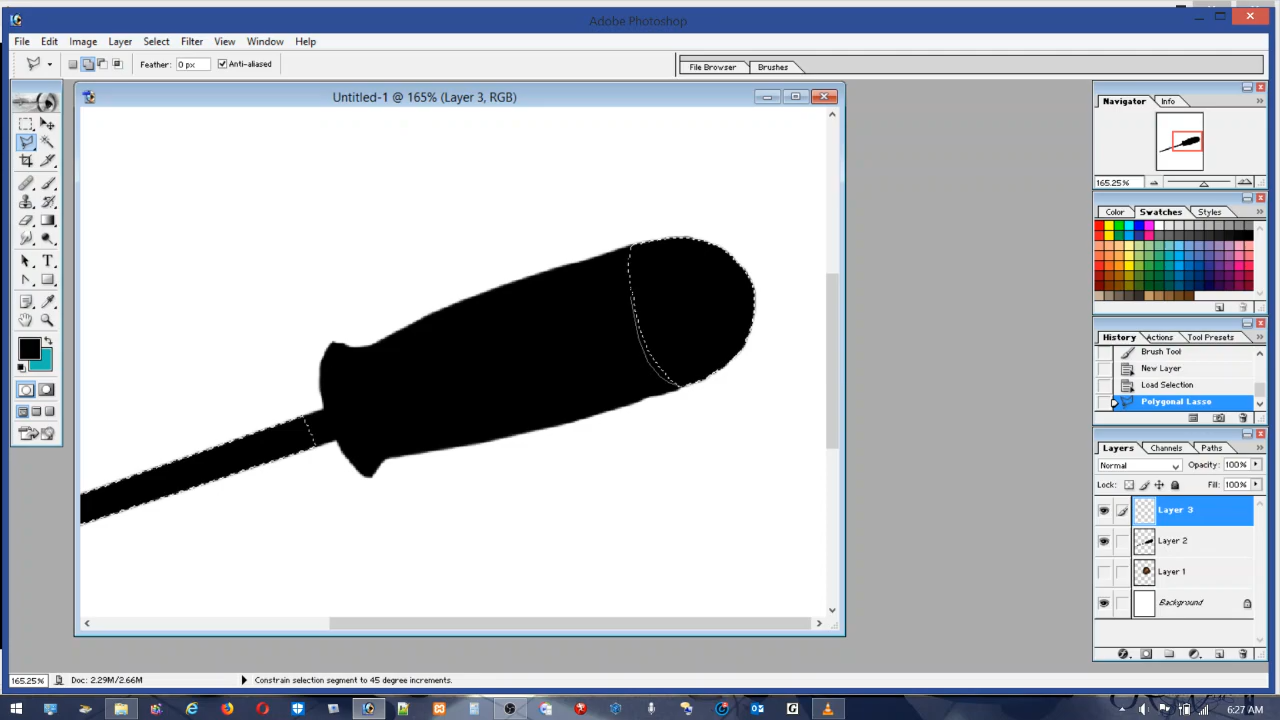 Adobe Photoshop
File Edit Image Layer Select Filter View Window Help
Feather: 0 px Anti-aliased
File Browser Brushes
Untitled-1 @ 165% (Layer 3, RGB)
Navigator Info
165.25%
Color Swatches Styles
History Actions Tool Presets
Brush Tool
New Layer
Load Selection
Polygonal Lasso
Layers Channels Paths
Normal Opacity: 100%
Lock: Fill: 100%
Layer 3
Layer 2
Layer 1
Background
165.25% Doc: 2.29M/2.66M Constrain selection segment to 45 degree increments.
6:27 AM